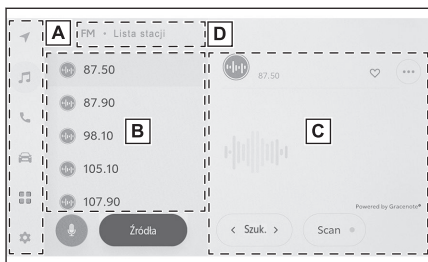 A
FM • Lista stacji
D
87.50
87.90
98.10
105.10
107.90
B
87.50
C
Powered by Gracenote®
Źródła
< Szuk. >
Scan